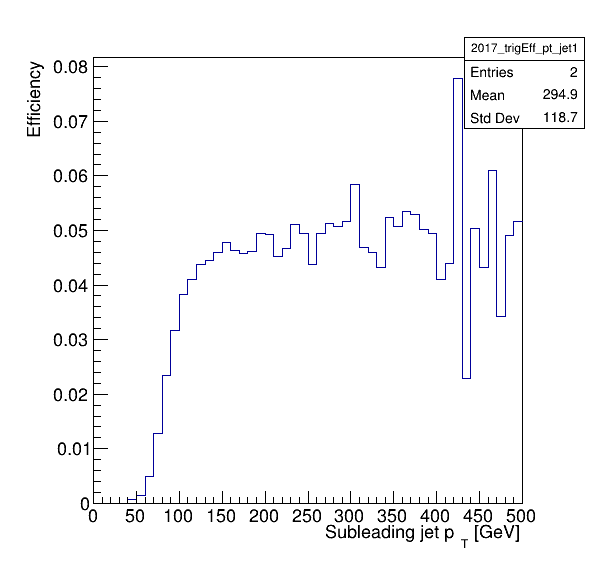 2017_trigEff_pt_jet1
Entries 2
Mean 294.9
Std Dev 118.7
Efficiency
0.08
0.07
0.06
0.05
0.04
0.03
0.02
0.01
0
0 50 100 150 200 250 300 350 400 450 500
Subleading jet p_T [GeV]